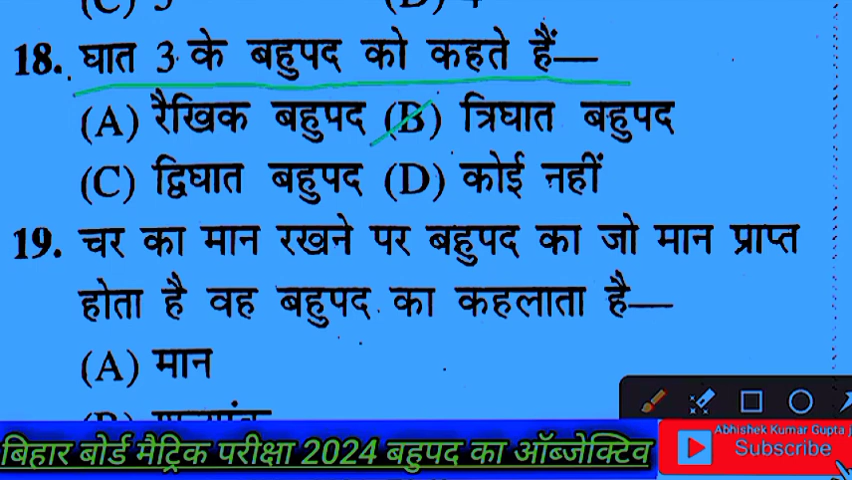 18. घात 3 के बहुपद को कहते हैं—
(A) रैखिक बहुपद (B) त्रिघात बहुपद
(C) द्विघात बहुपद (D) कोई नहीं
19. चर का मान रखने पर बहुपद का जो मान प्राप्त
होता है वह बहुपद का कहलाता है—
(A) मान
बिहार बोर्ड मैट्रिक परीक्षा 2024 बहुपद का ऑब्जेक्टिव
Abhishek Kumar Gupta j
Subscribe